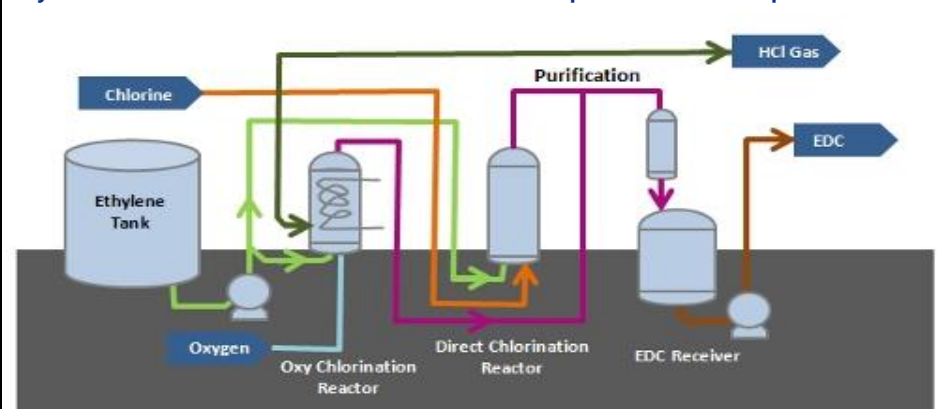 HCl Gas
Purification
Chlorine
EDC
Ethylene
Tank
Oxygen
Oxy Chlorination
Reactor
Direct Chlorination
Reactor
EDC Receiver